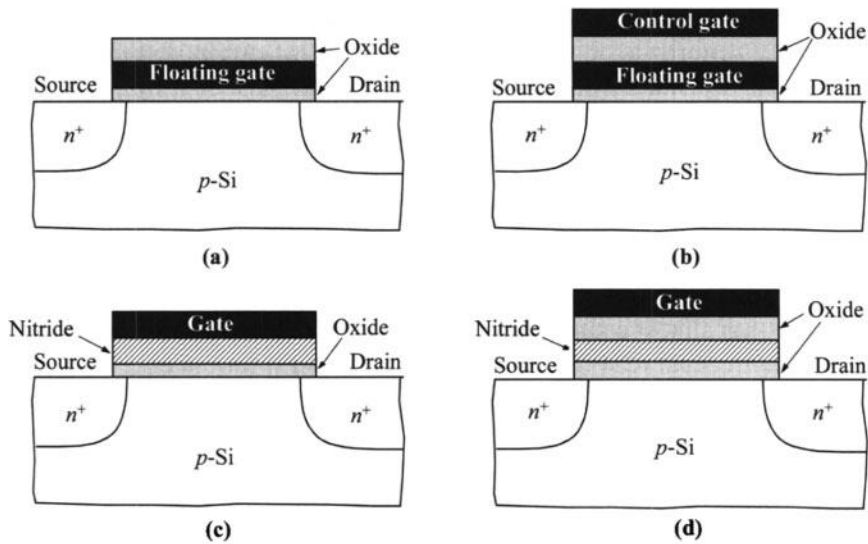 Oxide
Floating gate
Source
Drain
n+
n+
p-Si
(a)
Control gate
Oxide
Floating gate
Source
Drain
n+
n+
p-Si
(b)
Gate
Nitride
Oxide
Source
Drain
n+
n+
p-Si
(c)
Gate
Oxide
Nitride
Source
Drain
n+
n+
p-Si
(d)